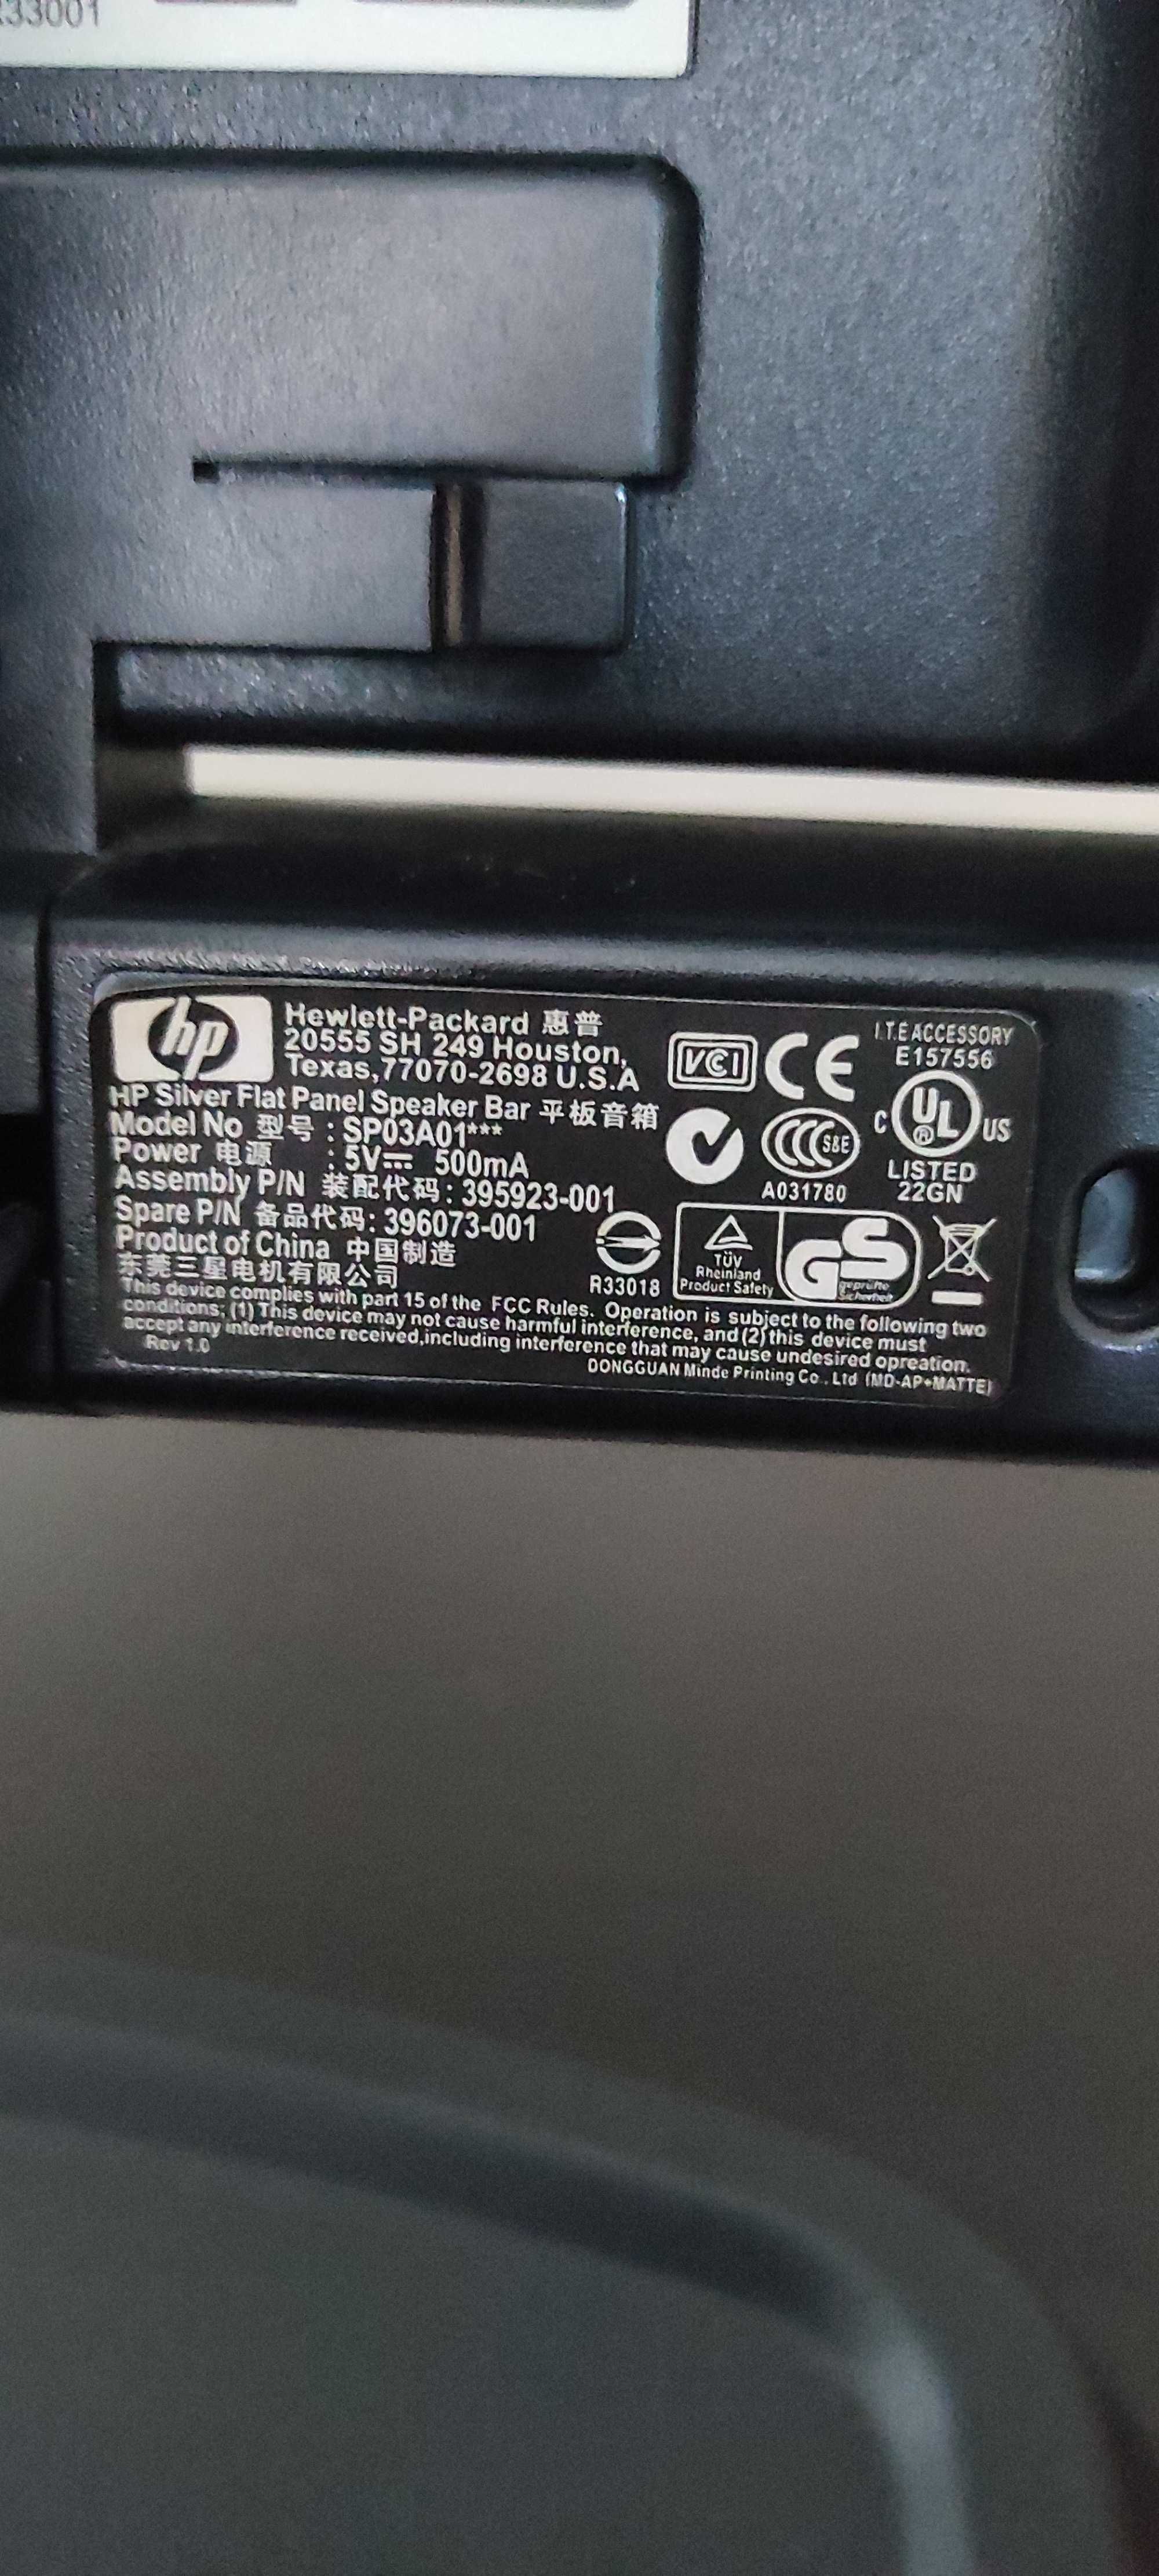 R33001
hp
Hewlett-Packard 惠普
20555 SH 249 Houston,
Texas,77070-2698 U.S.A
HP Silver Flat Panel Speaker Bar 平板音箱
Model No 型号 : SP03A01***
Power 电源 : 5V⎓ 500mA
Assembly P/N 装配代码: 395923-001
Spare P/N 备品代码: 396073-001
Product of China 中国制造
东莞三星电机有限公司
VCI
CE
I.T.E ACCESSORY
E157556
C UL ® US
LISTED
22GN
CCC S&E
A031780
R33018
TÜV
Rheinland
Product Safety
GS
geprüfte
Sicherheit
This device complies with part 15 of the FCC Rules. Operation is subject to the following two
conditions; (1) This device may not cause harmful interference, and (2) this device must
accept any interference received,including interference that may cause undesired opreation.
Rev 1.0
DONGGUAN Minde Printing Co., Ltd (MD-AP+MATTE)